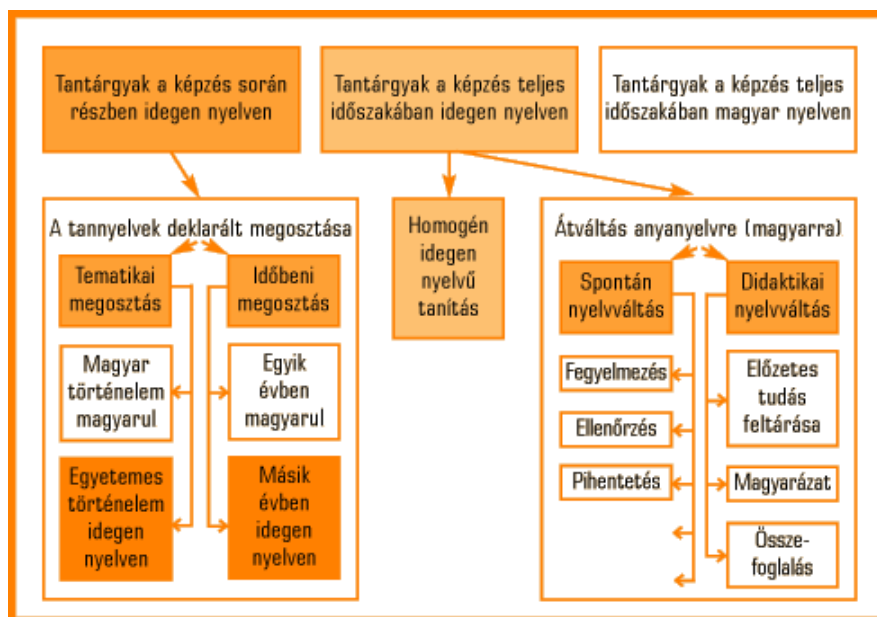 Tantárgyak a képzés során
részben idegen nyelven
Tantárgyak a képzés teljes
időszakában idegen nyelven
Tantárgyak a képzés teljes
időszakában magyar nyelven
A tannyelvek deklarált megosztása
Tematikai
megosztás
Időbeni
megosztás
Magyar
történelem
magyarul
Egyik
évben
magyarul
Egyetemes
történelem
idegen
nyelven
Másik
évben
idegen
nyelven
Homogén
idegen
nyelvű
tanítás
Átváltás anyanyelvre (magyarra)
Spontán
nyelvváltás
Didaktikai
nyelvváltás
Fegyelmezés
Ellenőrzés
Pihentetés
Előzetes
tudás
feltárása
Magyarázat
Össze-
foglalás